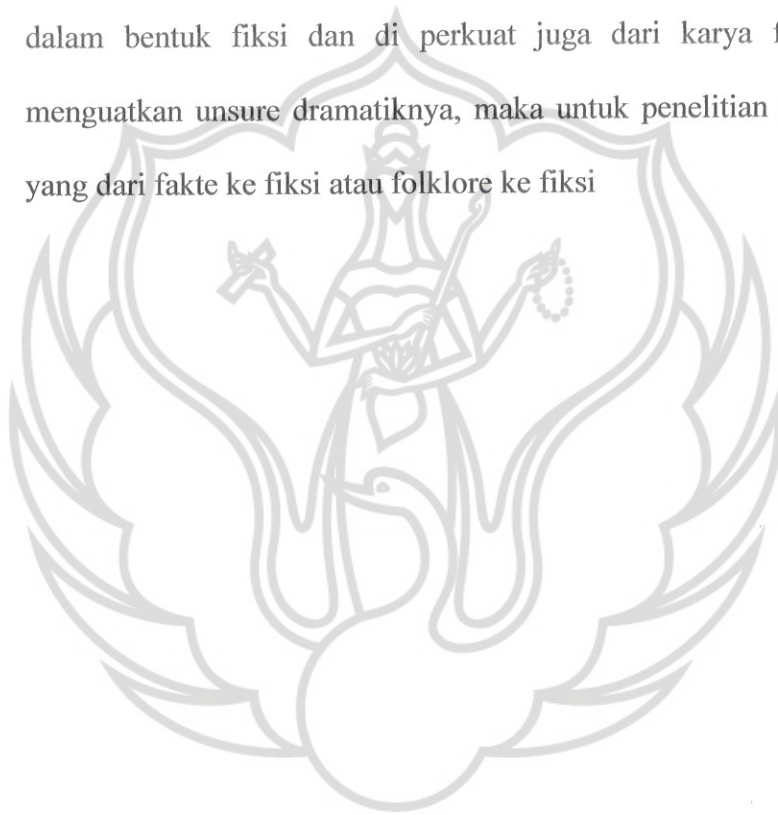 dalam bentuk fiksi dan di perkuat juga dari karya
menguatkan unsure dramatiknya, maka untuk penelitian
yang dari fakte ke fiksi atau folklore ke fiksi